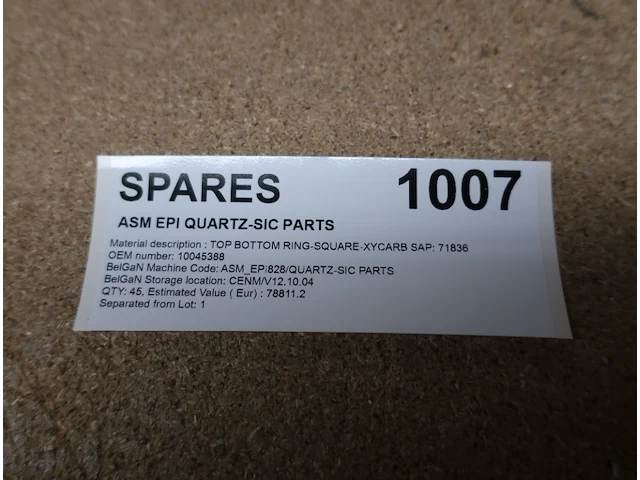 SPARES 1007
ASM EPI QUARTZ-SIC PARTS
Material description : TOP BOTTOM RING-SQUARE-XYCARB SAP: 71836
OEM number: 10045388
BelGaN Machine Code: ASM_EPI828/QUARTZ-SIC PARTS
BelGaN Storage location: CENM/V12.10.04
QTY: 45, Estimated Value ( Eur) : 78811.2
Separated from Lot: 1